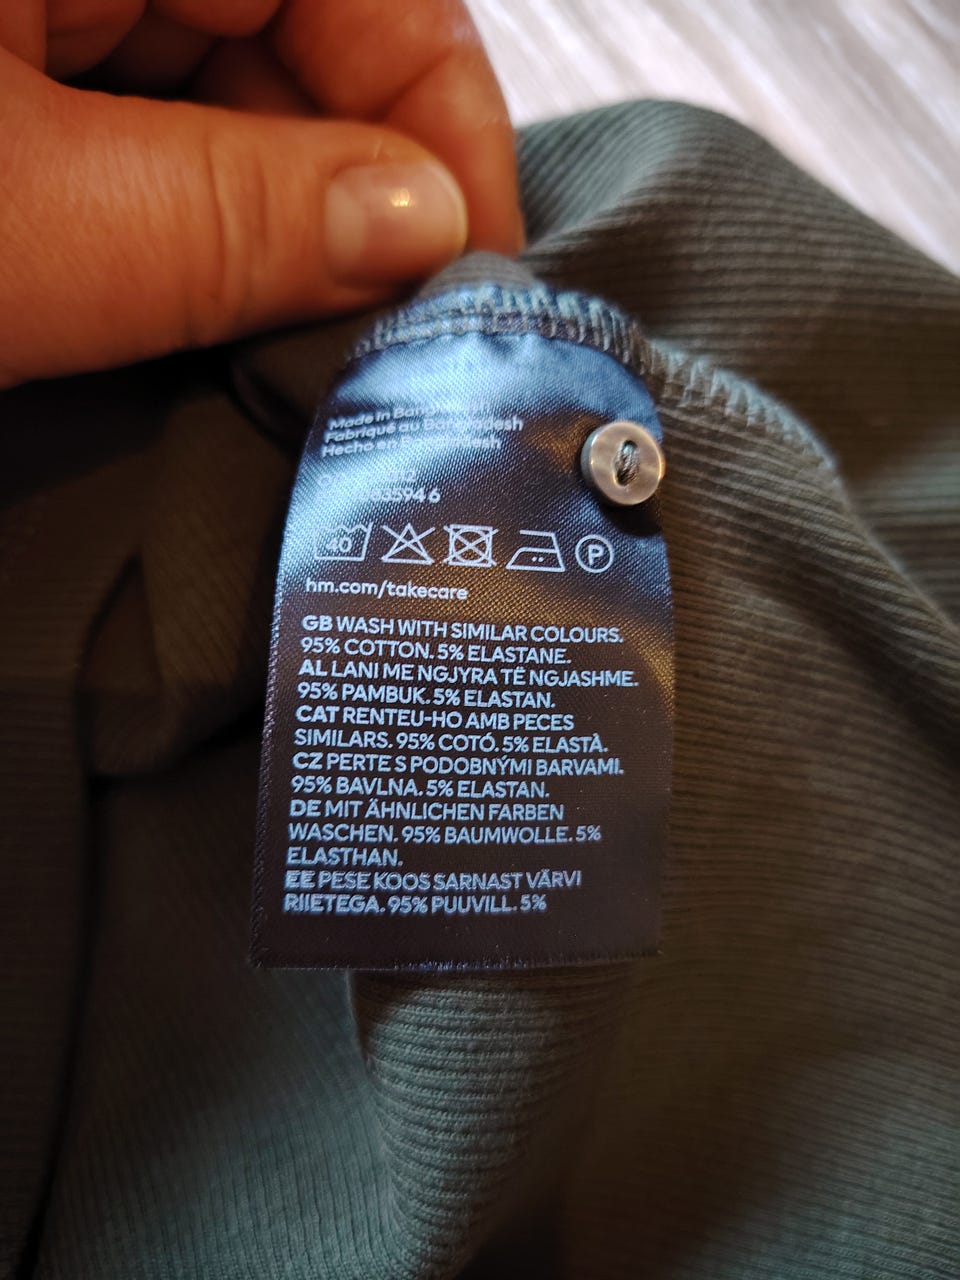 Made in
Fabriqué au Bangladesh
Hecho en Bangladesh
40
P
hm.com/takecare
GB WASH WITH SIMILAR COLOURS.
95% COTTON. 5% ELASTANE.
AL LANI ME NGJYRA TË NGJASHME.
95% PAMBUK. 5% ELASTAN.
CAT RENTEU-HO AMB PECES
SIMILARS. 95% COTÓ. 5% ELASTÀ.
CZ PERTE S PODOBNÝMI BARVAMI.
95% BAVLNA. 5% ELASTAN.
DE MIT ÄHNLICHEN FARBEN
WASCHEN. 95% BAUMWOLLE. 5%
ELASTHAN.
EE PESE KOOS SARNAST VÄRVI
RIIETEGA. 95% PUUVILL. 5%